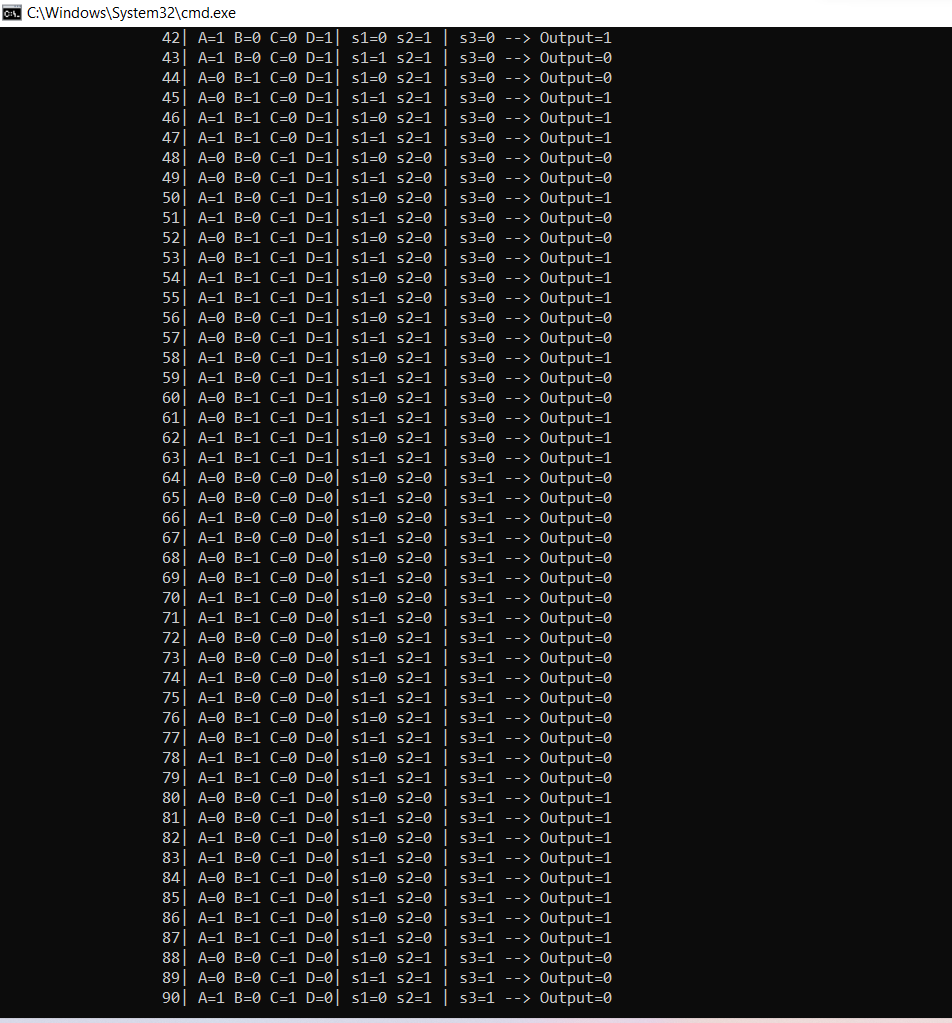 C:\Windows\System32\cmd.exe
42| A=1 B=0 C=0 D=1| s1=0 s2=1 | s3=0 --> Output=1
43| A=1 B=0 C=0 D=1| s1=1 s2=1 | s3=0 --> Output=0
44| A=0 B=1 C=0 D=1| s1=0 s2=1 | s3=0 --> Output=0
45| A=0 B=1 C=0 D=1| s1=1 s2=1 | s3=0 --> Output=1
46| A=1 B=1 C=0 D=1| s1=0 s2=1 | s3=0 --> Output=1
47| A=1 B=1 C=0 D=1| s1=1 s2=1 | s3=0 --> Output=1
48| A=0 B=0 C=1 D=1| s1=0 s2=0 | s3=0 --> Output=0
49| A=0 B=0 C=1 D=1| s1=1 s2=0 | s3=0 --> Output=0
50| A=1 B=0 C=1 D=1| s1=0 s2=0 | s3=0 --> Output=1
51| A=1 B=0 C=1 D=1| s1=1 s2=0 | s3=0 --> Output=0
52| A=0 B=1 C=1 D=1| s1=0 s2=0 | s3=0 --> Output=0
53| A=0 B=1 C=1 D=1| s1=1 s2=0 | s3=0 --> Output=1
54| A=1 B=1 C=1 D=1| s1=0 s2=0 | s3=0 --> Output=1
55| A=1 B=1 C=1 D=1| s1=1 s2=0 | s3=0 --> Output=1
56| A=0 B=0 C=1 D=1| s1=0 s2=1 | s3=0 --> Output=0
57| A=0 B=0 C=1 D=1| s1=1 s2=1 | s3=0 --> Output=0
58| A=1 B=0 C=1 D=1| s1=0 s2=1 | s3=0 --> Output=1
59| A=1 B=0 C=1 D=1| s1=1 s2=1 | s3=0 --> Output=0
60| A=0 B=1 C=1 D=1| s1=0 s2=1 | s3=0 --> Output=0
61| A=0 B=1 C=1 D=1| s1=1 s2=1 | s3=0 --> Output=1
62| A=1 B=1 C=1 D=1| s1=0 s2=1 | s3=0 --> Output=1
63| A=1 B=1 C=1 D=1| s1=1 s2=1 | s3=0 --> Output=1
64| A=0 B=0 C=0 D=0| s1=0 s2=0 | s3=1 --> Output=0
65| A=0 B=0 C=0 D=0| s1=1 s2=0 | s3=1 --> Output=0
66| A=1 B=0 C=0 D=0| s1=0 s2=0 | s3=1 --> Output=0
67| A=1 B=0 C=0 D=0| s1=1 s2=0 | s3=1 --> Output=0
68| A=0 B=1 C=0 D=0| s1=0 s2=0 | s3=1 --> Output=0
69| A=0 B=1 C=0 D=0| s1=1 s2=0 | s3=1 --> Output=0
70| A=1 B=1 C=0 D=0| s1=0 s2=0 | s3=1 --> Output=0
71| A=1 B=1 C=0 D=0| s1=1 s2=0 | s3=1 --> Output=0
72| A=0 B=0 C=0 D=0| s1=0 s2=1 | s3=1 --> Output=0
73| A=0 B=0 C=0 D=0| s1=1 s2=1 | s3=1 --> Output=0
74| A=1 B=0 C=0 D=0| s1=0 s2=1 | s3=1 --> Output=0
75| A=1 B=0 C=0 D=0| s1=1 s2=1 | s3=1 --> Output=0
76| A=0 B=1 C=0 D=0| s1=0 s2=1 | s3=1 --> Output=0
77| A=0 B=1 C=0 D=0| s1=1 s2=1 | s3=1 --> Output=0
78| A=1 B=1 C=0 D=0| s1=0 s2=1 | s3=1 --> Output=0
79| A=1 B=1 C=0 D=0| s1=1 s2=1 | s3=1 --> Output=0
80| A=0 B=0 C=1 D=0| s1=0 s2=0 | s3=1 --> Output=1
81| A=0 B=0 C=1 D=0| s1=1 s2=0 | s3=1 --> Output=1
82| A=1 B=0 C=1 D=0| s1=0 s2=0 | s3=1 --> Output=1
83| A=1 B=0 C=1 D=0| s1=1 s2=0 | s3=1 --> Output=1
84| A=0 B=1 C=1 D=0| s1=0 s2=0 | s3=1 --> Output=1
85| A=0 B=1 C=1 D=0| s1=1 s2=0 | s3=1 --> Output=1
86| A=1 B=1 C=1 D=0| s1=0 s2=0 | s3=1 --> Output=1
87| A=1 B=1 C=1 D=0| s1=1 s2=0 | s3=1 --> Output=1
88| A=0 B=0 C=1 D=0| s1=0 s2=1 | s3=1 --> Output=0
89| A=0 B=0 C=1 D=0| s1=1 s2=1 | s3=1 --> Output=0
90| A=1 B=0 C=1 D=0| s1=0 s2=1 | s3=1 --> Output=0